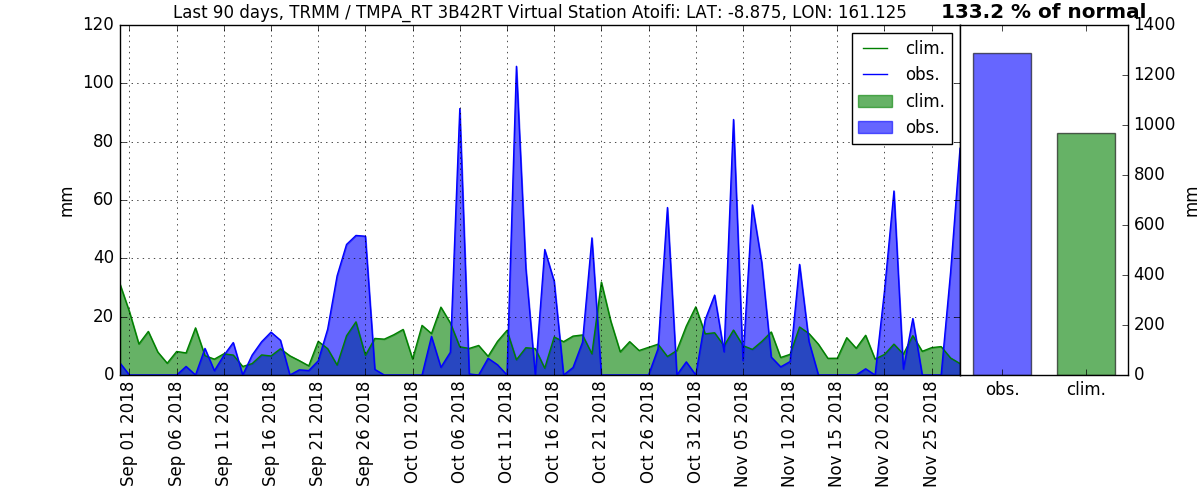 Last 90 days, TRMM / TMPA_RT 3B42RT Virtual Station Atoifi: LAT: -8.875, LON: 161.125
133.2 % of normal
120
100
80
60
40
20
0
mm
clim.
obs.
clim.
obs.
Sep 01 2018
Sep 06 2018
Sep 11 2018
Sep 16 2018
Sep 21 2018
Sep 26 2018
Oct 01 2018
Oct 06 2018
Oct 11 2018
Oct 16 2018
Oct 21 2018
Oct 26 2018
Oct 31 2018
Nov 05 2018
Nov 10 2018
Nov 15 2018
Nov 20 2018
Nov 25 2018
1400
1200
1000
800
600
400
200
0
mm
obs.
clim.